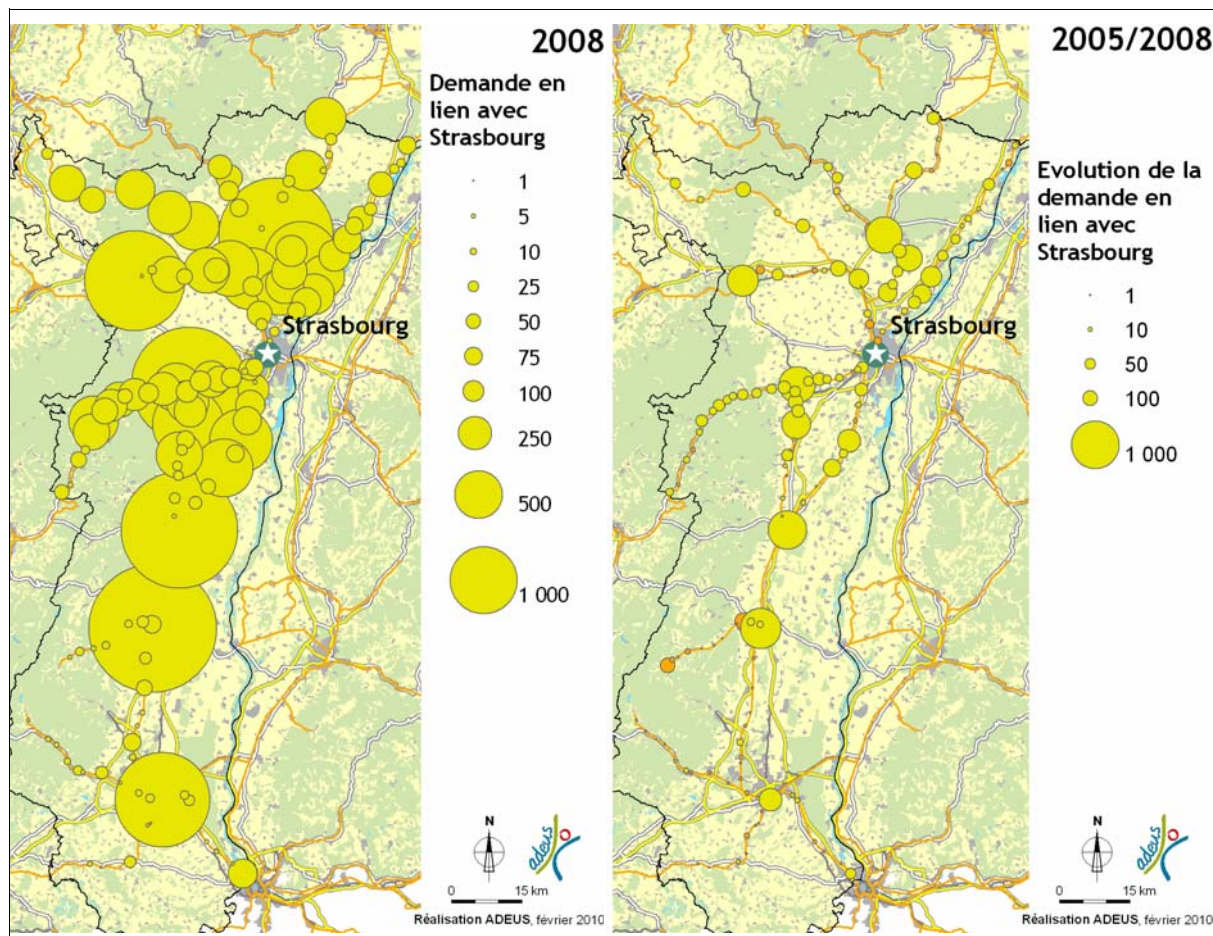 2008
Demande en
lien avec
Strasbourg
1
5
10
25
50
75
100
250
500
1 000
Strasbourg
N
adeus
0 15 km
Réalisation ADEUS, février 2010
2005/2008
Evolution de la
demande en
lien avec
Strasbourg
1
10
50
100
1 000
Strasbourg
N
adeus
0 15 km
Réalisation ADEUS, février 2010